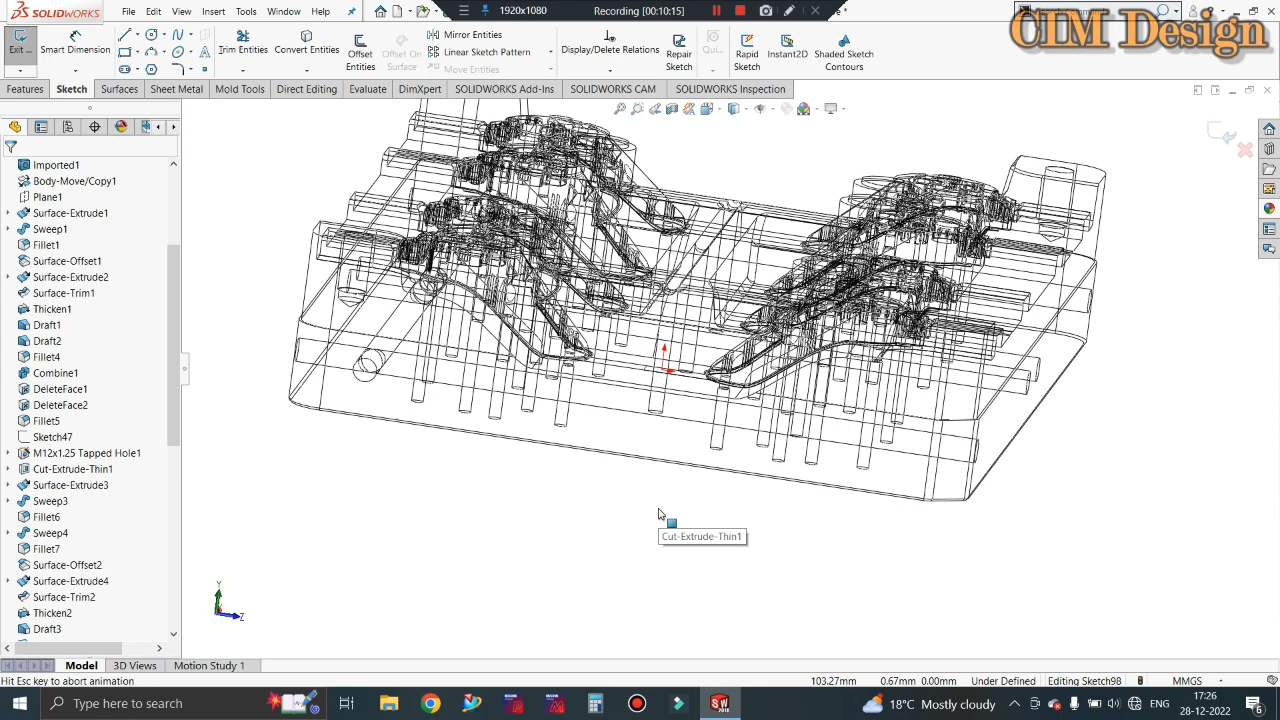 SOLIDWORKS
File
Edit
View
Insert
Tools
Window
1920x1080
Recording [00:10:15]
CIM Design
Exi...
Smart Dimension
Trim Entities
Convert Entities
Offset Entities
Offset On Surface
Mirror Entities
Linear Sketch Pattern
Move Entities
Display/Delete Relations
Repair Sketch
Qui...
Rapid Sketch
Instant2D
Shaded Sketch Contours
Features
Sketch
Surfaces
Sheet Metal
Mold Tools
Direct Editing
Evaluate
DimXpert
SOLIDWORKS Add-Ins
SOLIDWORKS CAM
SOLIDWORKS Inspection
Imported1
Body-Move/Copy1
Plane1
Surface-Extrude1
Sweep1
Fillet1
Surface-Offset1
Surface-Extrude2
Surface-Trim1
Thicken1
Draft1
Draft2
Fillet4
Combine1
DeleteFace1
DeleteFace2
Fillet5
Sketch47
M12x1.25 Tapped Hole1
Cut-Extrude-Thin1
Surface-Extrude3
Sweep3
Fillet6
Sweep4
Fillet7
Surface-Offset2
Surface-Extrude4
Surface-Trim2
Thicken2
Draft3
Cut-Extrude-Thin1
Y
Z
Model
3D Views
Motion Study 1
Hit Esc key to abort animation
103.27mm
0.67mm 0.00mm
Under Defined
Editing Sketch98
MMGS
Type here to search
18°C Mostly cloudy
ENG
17:26
28-12-2022
6